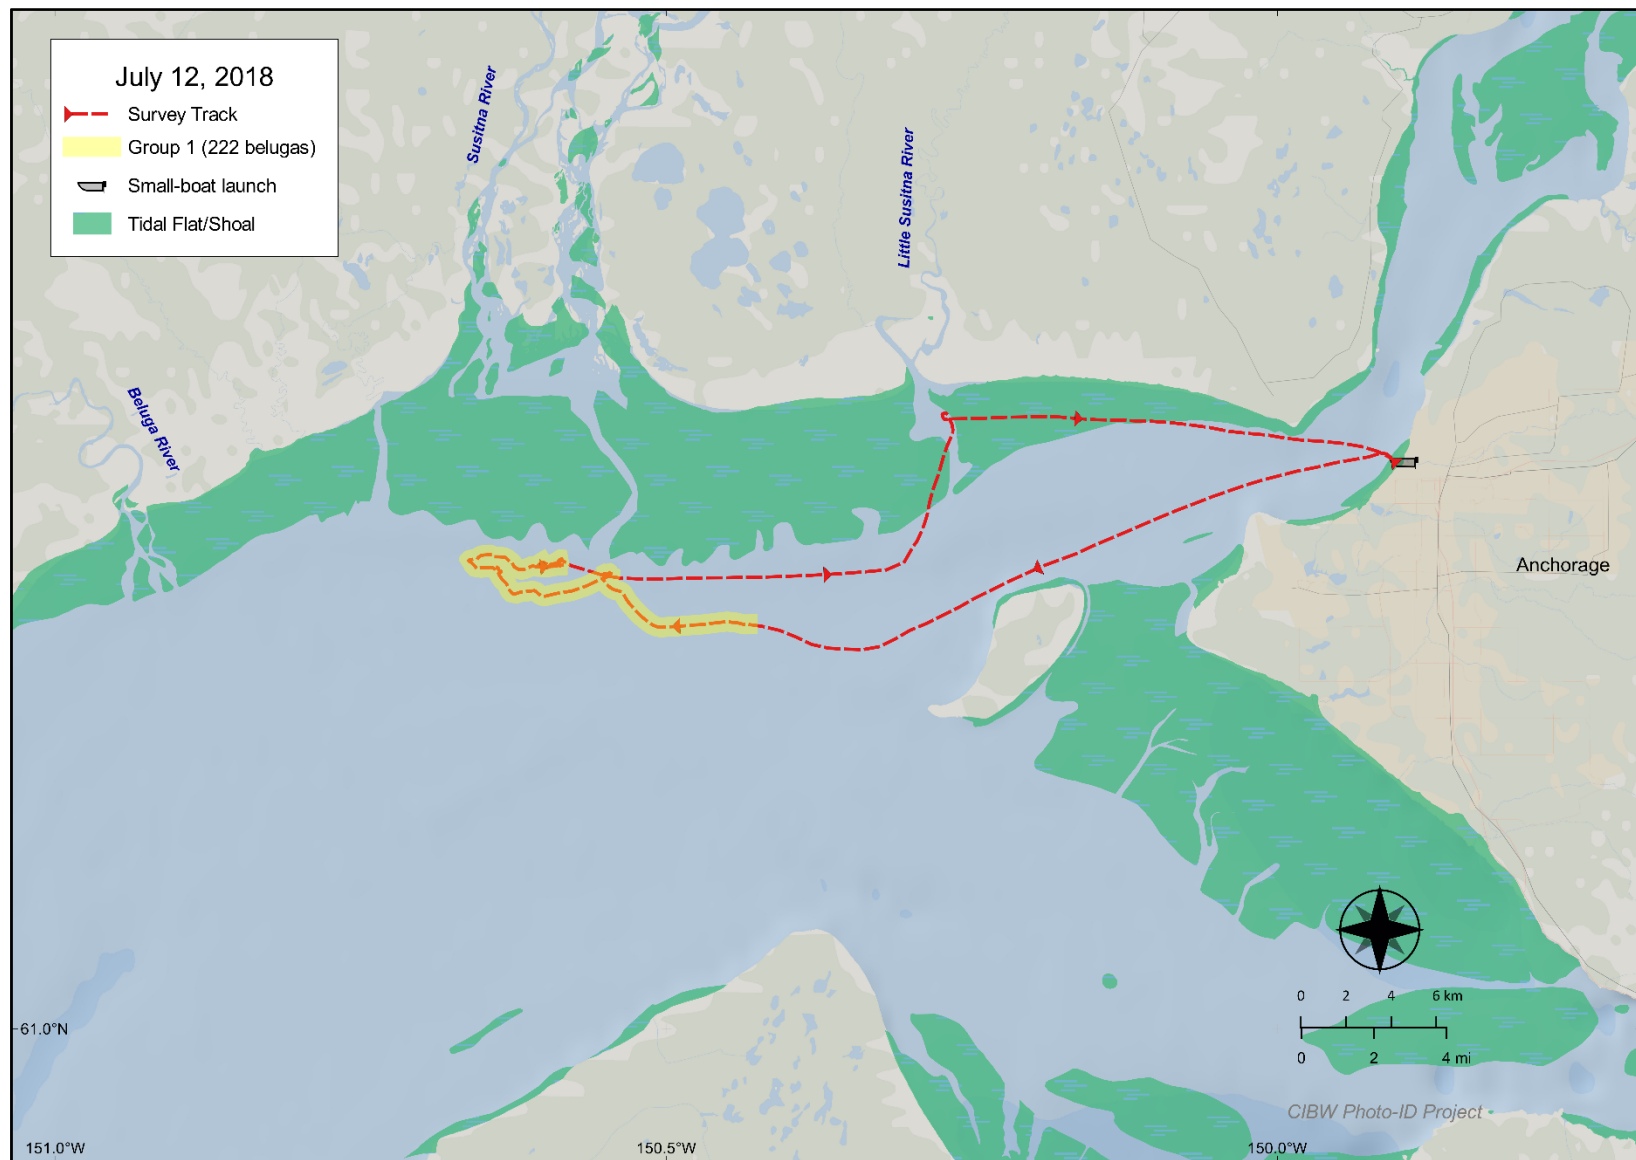 July 12, 2018
Survey Track
Group 1 (222 belugas)
Small-boat launch
Tidal Flat/Shoal
Susitna River
Little Susitna River
Beluga River
Anchorage
0 2 4 6 km
0 2 4 mi
61.0°N
CIBW Photo-ID Project
151.0°W
150.5°W
150.0°W